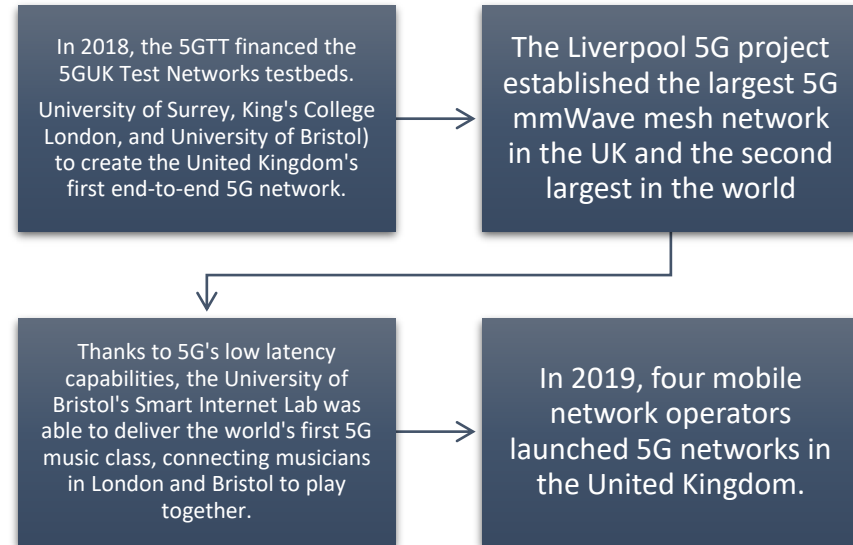 In 2018, the 5GTT financed the
5GUK Test Networks testbeds.
University of Surrey, King's College
London, and University of Bristol)
to create the United Kingdom's
first end-to-end 5G network.
The Liverpool 5G project
established the largest 5G
mmWave mesh network
in the UK and the second
largest in the world
Thanks to 5G's low latency
capabilities, the University of
Bristol's Smart Internet Lab was
able to deliver the world's first 5G
music class, connecting musicians
in London and Bristol to play
together.
In 2019, four mobile
network operators
launched 5G networks in
the United Kingdom.